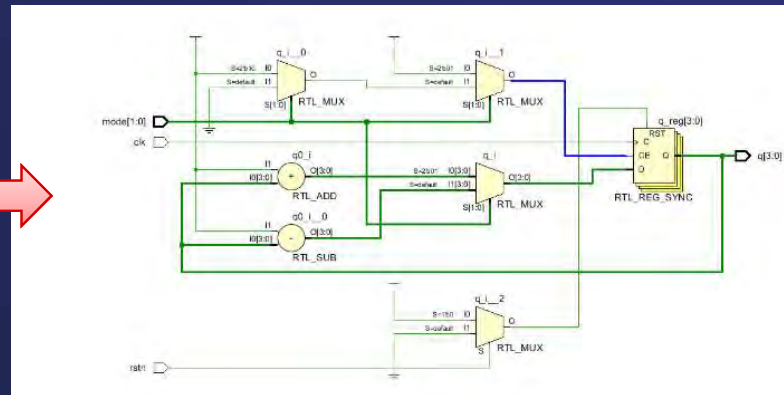 q_i__0
S=2'b10 I0 O
S=default I1
S[1:0] RTL_MUX
q_i__1
S=2'b01 I0 O
S=default I1
S[1:0] RTL_MUX
mode[1:0]
clk
q_reg[3:0]
RST
C
CE Q
D
RTL_REG_SYNC
q[3:0]
q0_i
I1 O[3:0]
I0[3:0] +
RTL_ADD
q_i
S=2'b01 I0[3:0] O[3:0]
S=default I1[3:0]
S[1:0] RTL_MUX
q0_i__0
I1 O[3:0]
I0[3:0] -
RTL_SUB
q_i__2
S=1'b0 I0 O
S=default I1
S RTL_MUX
rstn